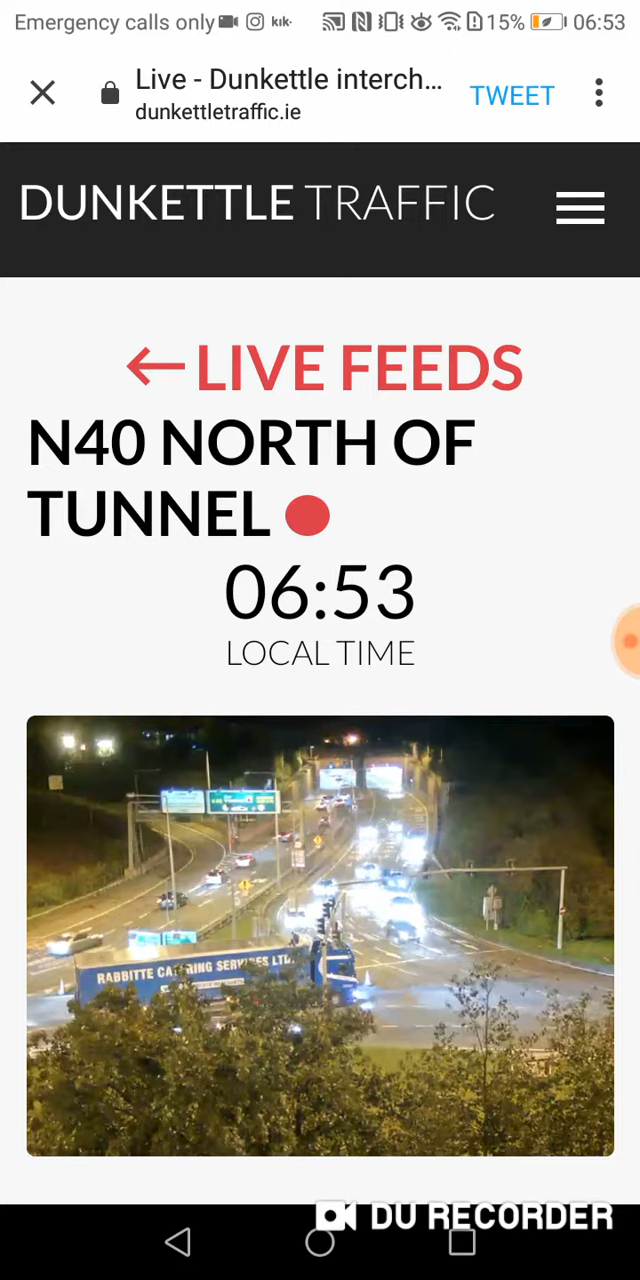 Emergency calls only kik· 15% 06:53
Live - Dunkettle interch...
dunkettletraffic.ie
TWEET
DUNKETTLE TRAFFIC
←LIVE FEEDS
N40 NORTH OF
TUNNEL
06:53
LOCAL TIME
RABBITTE CATERING SERVICES LTD.
DU RECORDER